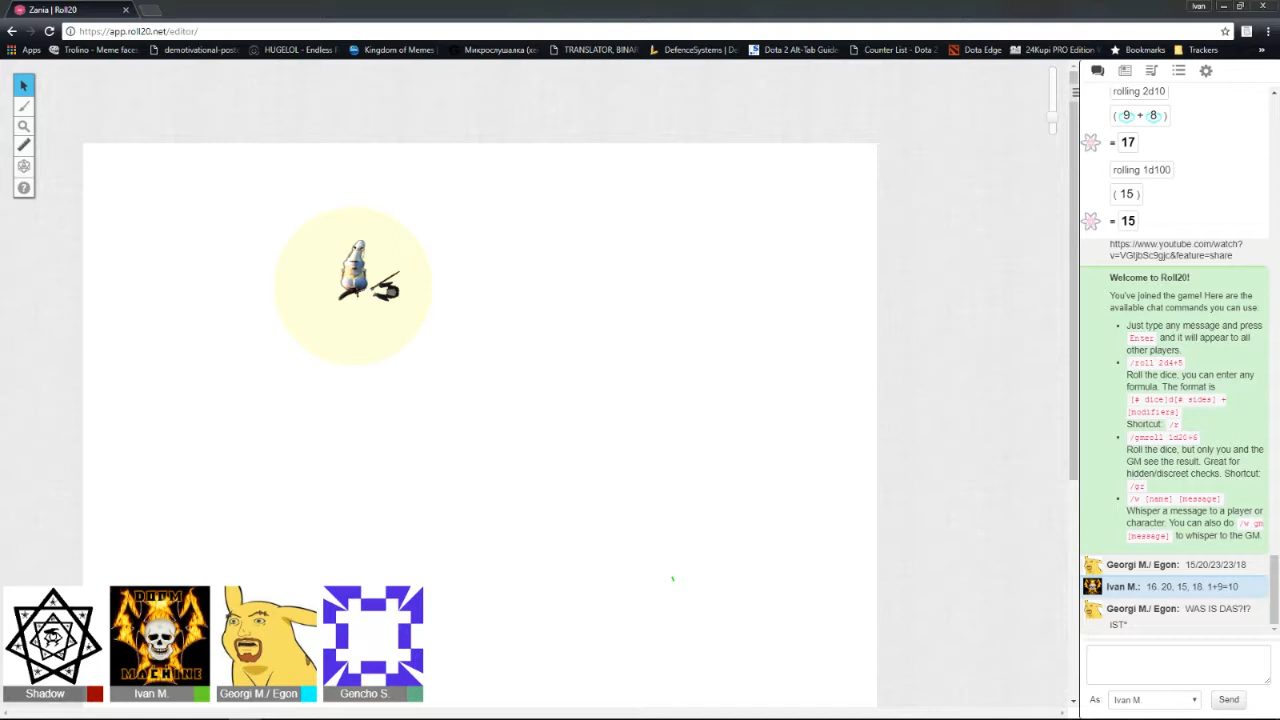 Zania | Roll20
Ivan
https://app.roll20.net/editor/
Apps
Trolino - Meme faces
demotivational-post
HUGELOL - Endless F
Kingdom of Memes |
Микрослушалка (не
TRANSLATOR, BINAR
DefenceSystems | De
Dota 2 Alt-Tab Guide
Counter List - Dota 2
Dota Edge
24Kupi PRO Edition V
Bookmarks
Trackers
»
rolling 2d10
( 9 + 8 )
= 17
rolling 1d100
( 15 )
= 15
https://www.youtube.com/watch?
Welcome to Roll20!
You've joined the game! Here are the
available chat commands you can use:
• Just type any message and press
Enter and it will appear to all
other players.
• /roll 2d4+5
Roll the dice, you can enter any
formula. The format is
[# dice]d[# sides] +
[modifiers]
Shortcut: /r
• /gmroll 1d20+6
Roll the dice, but only you and the
GM see the result. Great for
hidden/discreet checks. Shortcut:
/gr
• /w [name] [message]
Whisper a message to a player or
character. You can also do /w gm
[message] to whisper to the GM.
Georgi M./ Egon: 15/20/23/23/18
Ivan M.: 16. 20, 15, 18. 1+9=10
Georgi M./ Egon: WAS IS DAS?!?
IST*
As Ivan M. Send
DOOM
MACHINE
Shadow
Ivan M.
Georgi M / Egon
Gencho S.